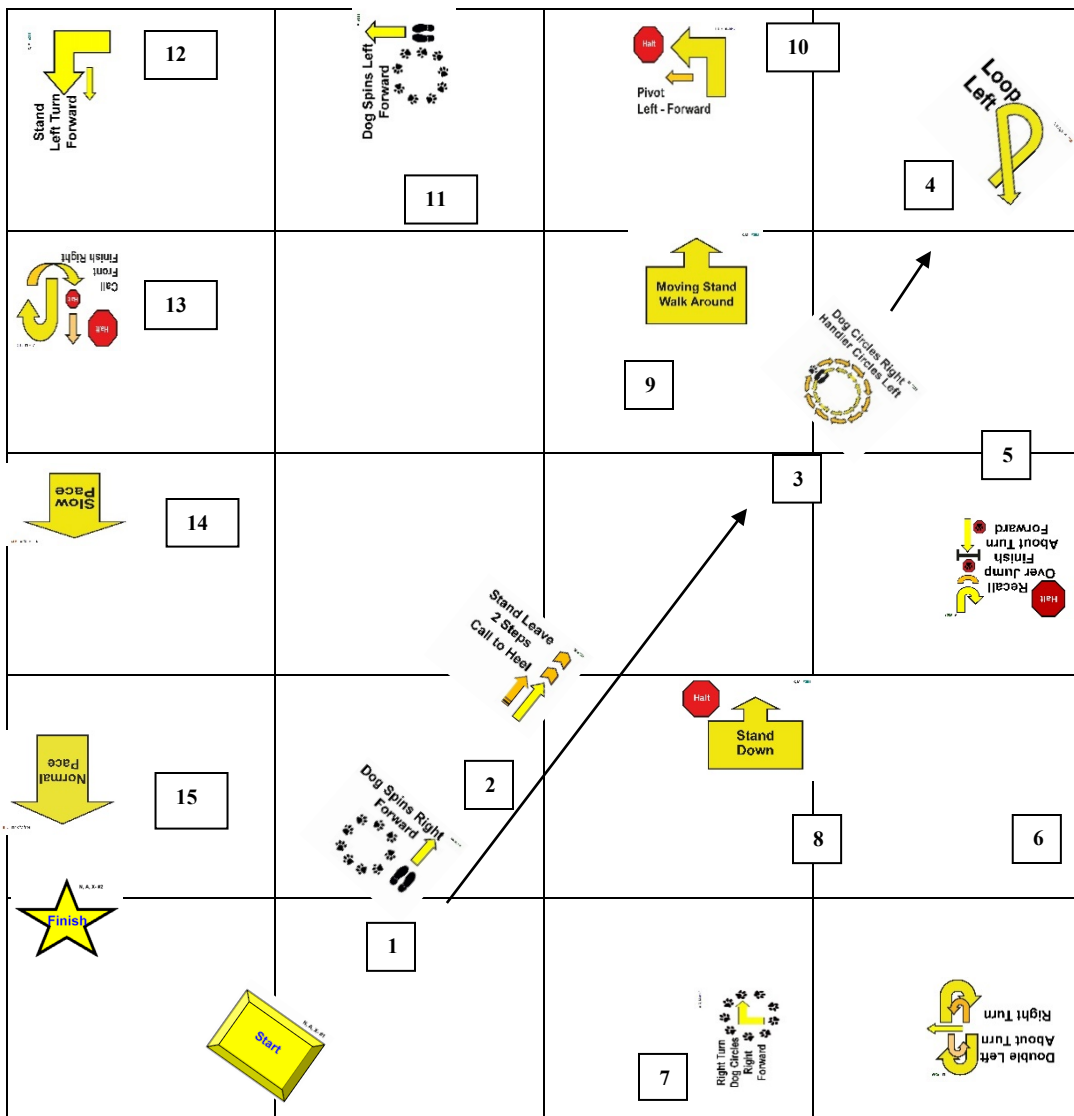 12
Stand
Left Turn
Forward
Dog Spins Left
Forward
11
Halt
Pivot
Left - Forward
10
Loop
Left
4
Call
Front
Finish Right
Halt
Halt
13
Moving Stand
Walk Around
9
Dog Circles Right
Handler Circles Left
3
5
Slow
Pace
14
Halt
Recall
Over Jump
Finish
About Turn
Forward
Stand Leave
2 Steps
Call to Heel
2
Halt
Stand
Down
8
6
Normal
Pace
15
Dog Spins Right
Forward
1
N, A, X- #2
Finish
N, A, X- #1
Start
Right Turn
Dog Circles
Right
Forward
7
Double Left
About Turn
Right Turn